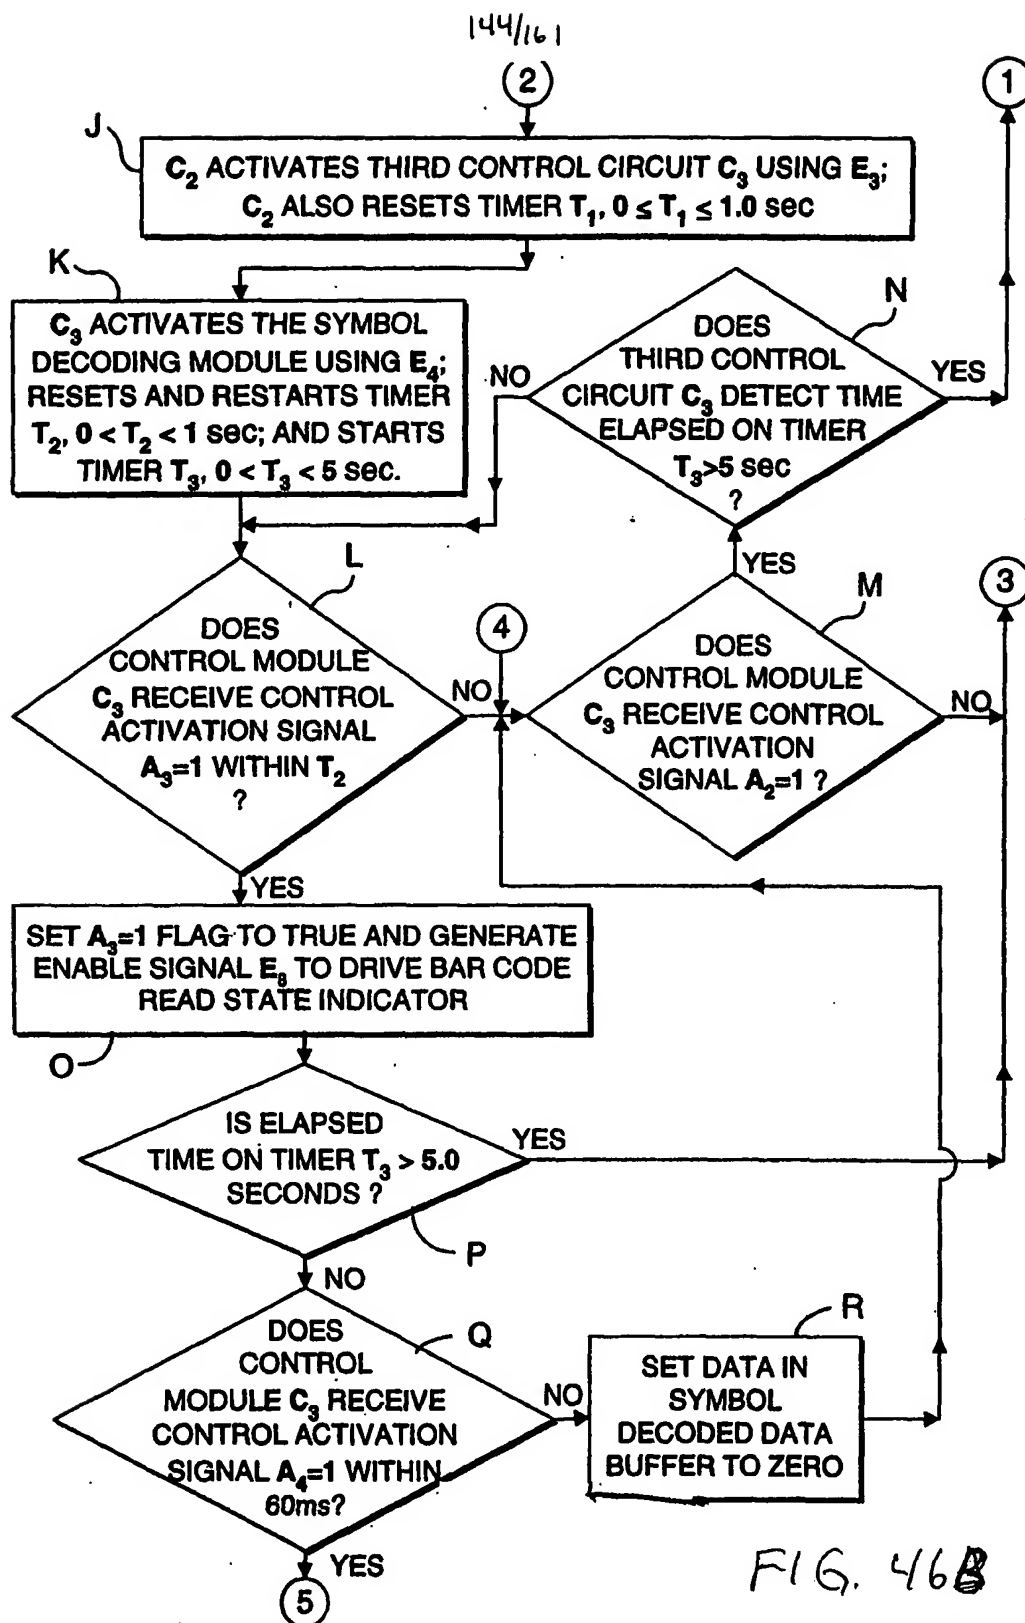 144/161
2
1
J
C₂ ACTIVATES THIRD CONTROL CIRCUIT C₃ USING E₃;
C₂ ALSO RESETS TIMER T₁, 0 ≤ T₁ ≤ 1.0 sec
K
C₃ ACTIVATES THE SYMBOL
DECODING MODULE USING E₄;
RESETS AND RESTARTS TIMER
T₂, 0 < T₂ < 1 sec; AND STARTS
TIMER T₃, 0 < T₃ < 5 sec.
N
DOES
THIRD CONTROL
CIRCUIT C₃ DETECT TIME
ELAPSED ON TIMER
T₃>5 sec
?
NO
YES
L
DOES
CONTROL MODULE
C₃ RECEIVE CONTROL
ACTIVATION SIGNAL
A₃=1 WITHIN T₂
?
NO
4
YES
M
DOES
CONTROL MODULE
C₃ RECEIVE CONTROL
ACTIVATION
SIGNAL A₂=1 ?
NO
3
YES
SET A₃=1 FLAG TO TRUE AND GENERATE
ENABLE SIGNAL E₈ TO DRIVE BAR CODE
READ STATE INDICATOR
O
IS ELAPSED
TIME ON TIMER T₃ > 5.0
SECONDS ?
YES
P
NO
DOES
CONTROL
MODULE C₃ RECEIVE
CONTROL ACTIVATION
SIGNAL A₄=1 WITHIN
60ms?
Q
NO
R
SET DATA IN
SYMBOL
DECODED DATA
BUFFER TO ZERO
YES
5
FIG. 46B